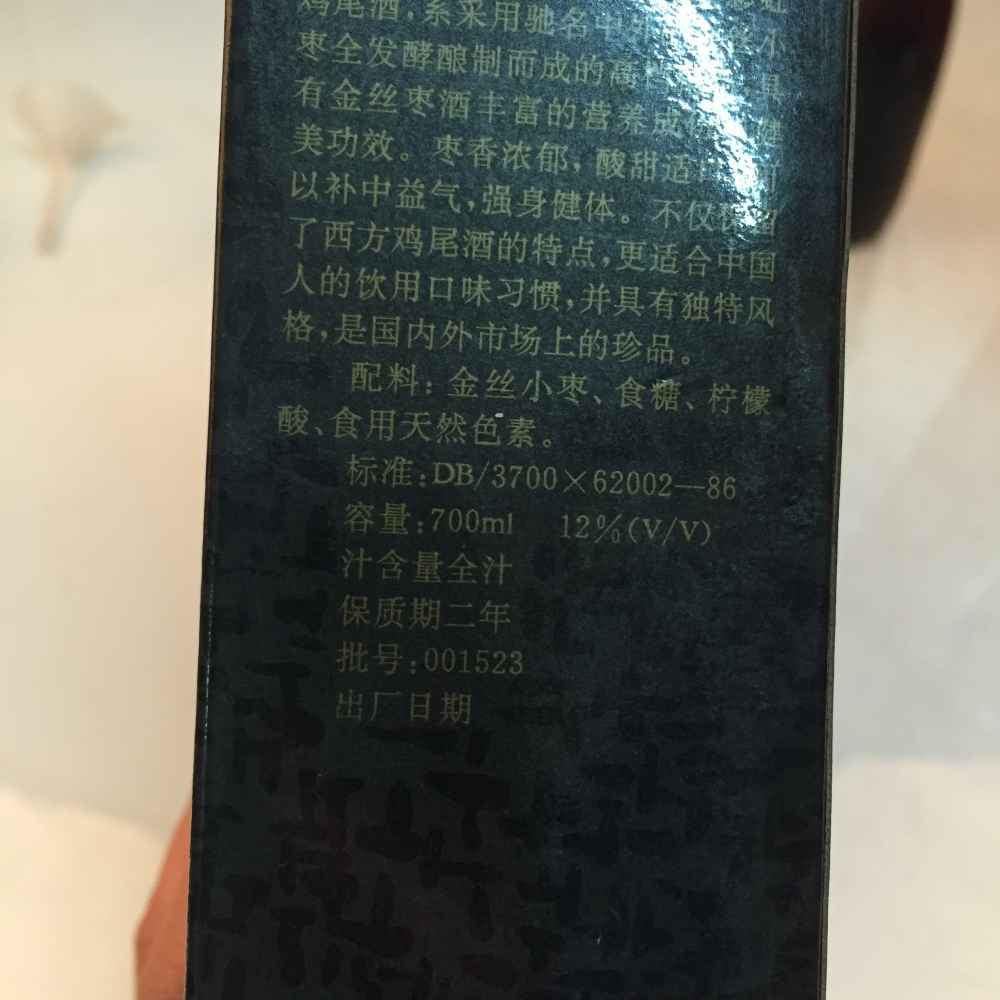 鸡尾酒,系采用驰名中外
小
枣全发酵酿制而成的高
具
有金丝枣酒丰富的营养成
健
美功效。枣香浓郁,酸甜适
以补中益气,强身健体。不仅
了西方鸡尾酒的特点,更适合中国
人的饮用口味习惯,并具有独特风
格,是国内外市场上的珍品。
配料:金丝小枣、食糖、柠檬
酸、食用天然色素。
标准:DB/3700×62002—86
容量:700ml 12%(V/V)
汁含量全汁
保质期二年
批号:001523
出厂日期